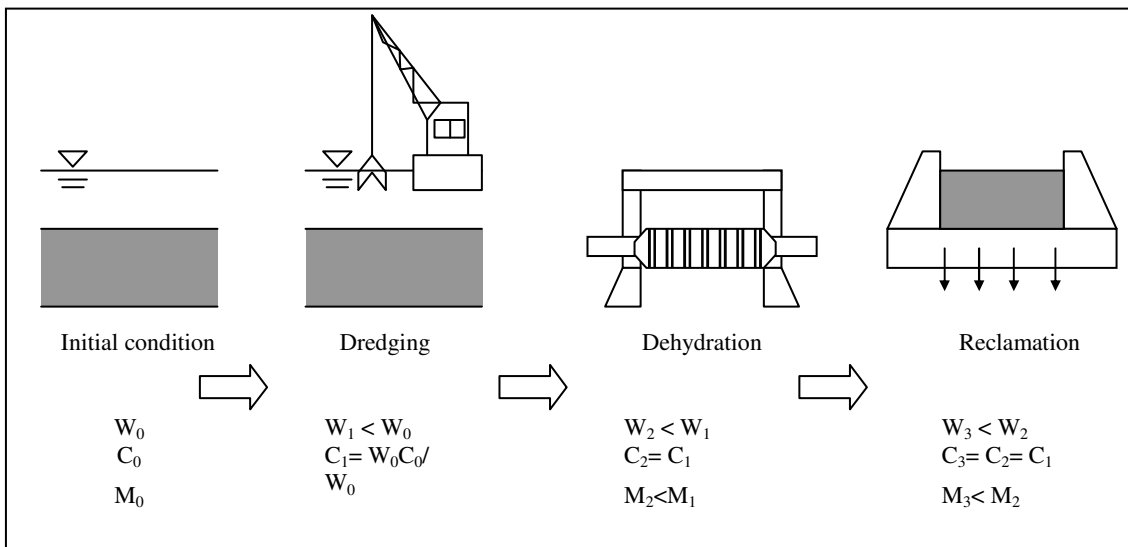 Initial condition
Dredging
Dehydration
Reclamation
W₀
C₀
M₀
W₁ < W₀
C₁= W₀C₀/
W₀
W₂ < W₁
C₂= C₁
M₂<M₁
W₃ < W₂
C₃= C₂= C₁
M₃< M₂